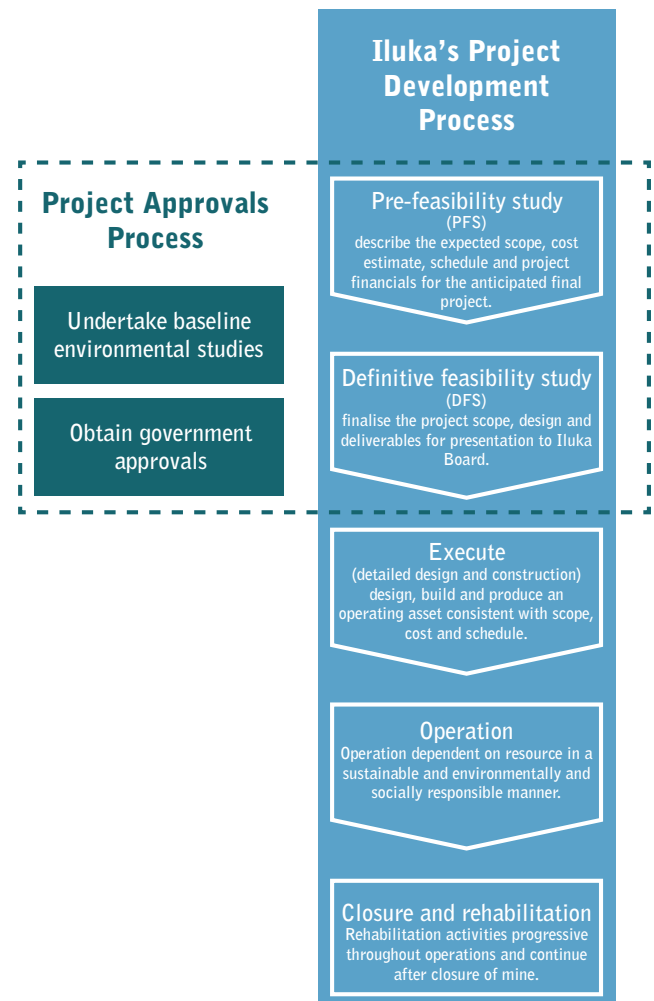 Iluka's Project
Development
Process
Project Approvals
Process
Undertake baseline
environmental studies
Obtain government
approvals
Pre-feasibility study
(PFS)
describe the expected scope, cost
estimate, schedule and project
financials for the anticipated final
project.
Definitive feasibility study
(DFS)
finalise the project scope, design and
deliverables for presentation to Iluka
Board.
Execute
(detailed design and construction)
design, build and produce an
operating asset consistent with scope,
cost and schedule.
Operation
Operation dependent on resource in a
sustainable and environmentally and
socially responsible manner.
Closure and rehabilitation
Rehabilitation activities progressive
throughout operations and continue
after closure of mine.